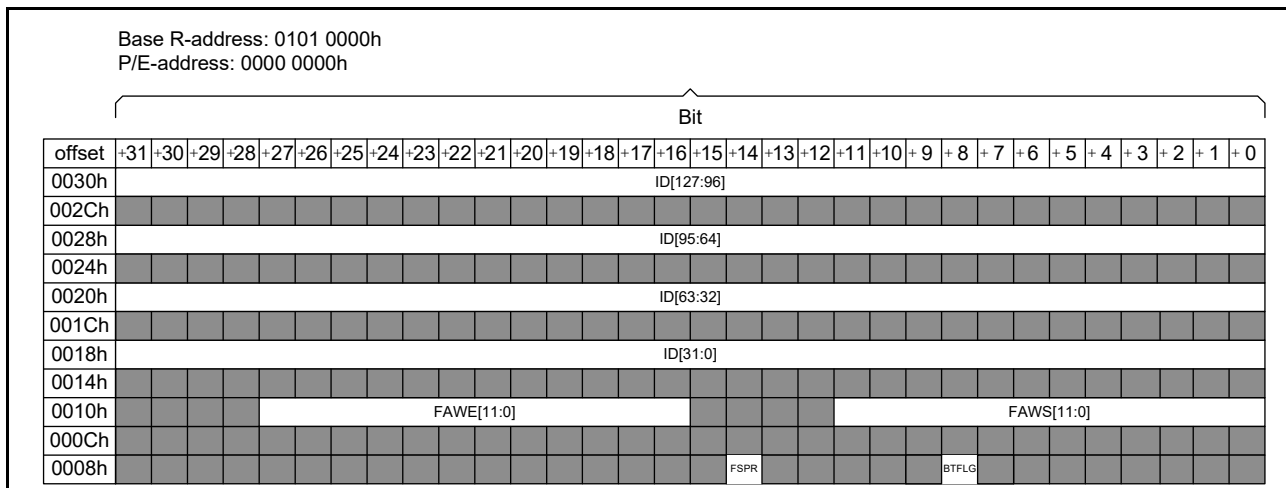 Base R-address: 0101 0000h
P/E-address: 0000 0000h
Bit
offset +31 +30 +29 +28 +27 +26 +25 +24 +23 +22 +21 +20 +19 +18 +17 +16 +15 +14 +13 +12 +11 +10 + 9 + 8 + 7 +6 + 5 + 4 + 3 + 2 + 1 + 0
0030h ID[127:96]
002Ch
0028h ID[95:64]
0024h
0020h ID[63:32]
001Ch
0018h ID[31:0]
0014h
0010h FAWE[11:0] FAWS[11:0]
000Ch
0008h FSPR BTFLG